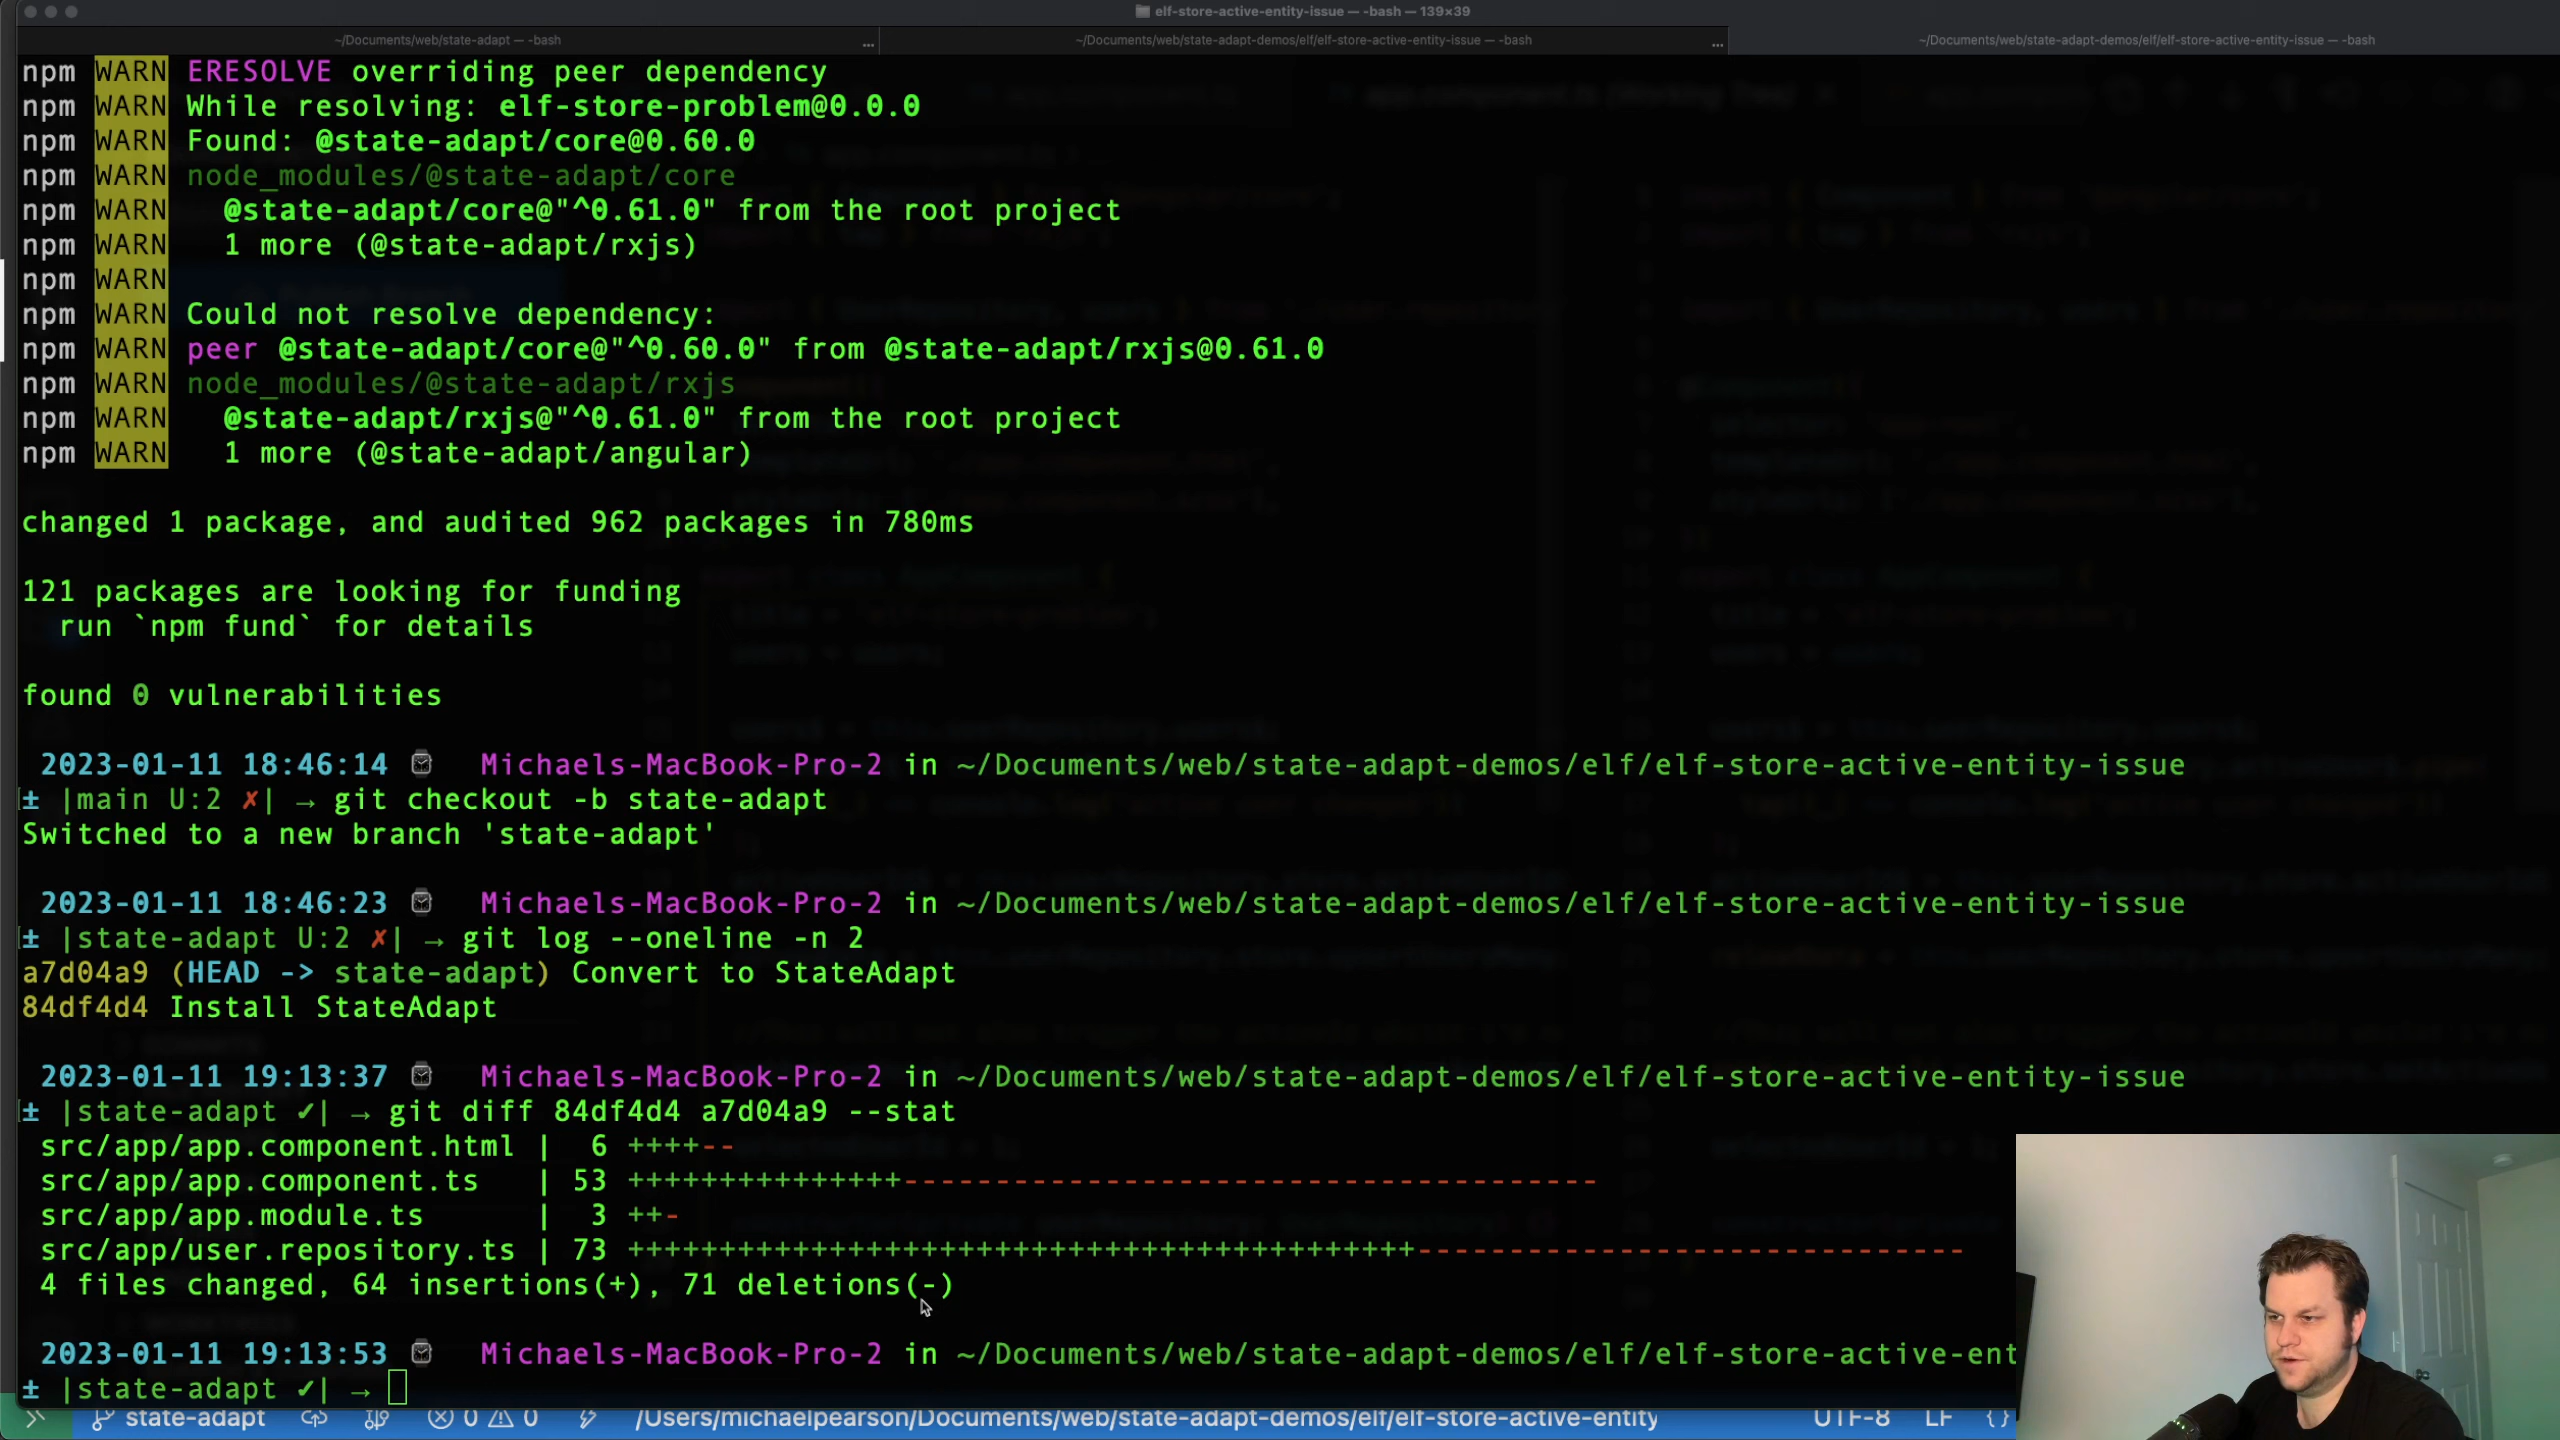 elf-store-active-entity-issue — -bash — 139×39
~/Documents/web/state-adapt — -bash
...
~/Documents/web/state-adapt-demos/elf/elf-store-active-entity-issue — -bash
...
~/Documents/web/state-adapt-demos/elf/elf-store-active-entity-issue — -bash
npm WARN ERESOLVE overriding peer dependency
npm WARN While resolving: elf-store-problem@0.0.0
npm WARN Found: @state-adapt/core@0.60.0
npm WARN node_modules/@state-adapt/core
npm WARN   @state-adapt/core@"^0.61.0" from the root project
npm WARN   1 more (@state-adapt/rxjs)
npm WARN
npm WARN Could not resolve dependency:
npm WARN peer @state-adapt/core@"^0.60.0" from @state-adapt/rxjs@0.61.0
npm WARN node_modules/@state-adapt/rxjs
npm WARN   @state-adapt/rxjs@"^0.61.0" from the root project
npm WARN   1 more (@state-adapt/angular)
changed 1 package, and audited 962 packages in 780ms
121 packages are looking for funding
  run `npm fund` for details
found 0 vulnerabilities
2023-01-11 18:46:14 ⌚ Michaels-MacBook-Pro-2 in ~/Documents/web/state-adapt-demos/elf/elf-store-active-entity-issue
± |main U:2 ✗| → git checkout -b state-adapt
Switched to a new branch 'state-adapt'
2023-01-11 18:46:23 ⌚ Michaels-MacBook-Pro-2 in ~/Documents/web/state-adapt-demos/elf/elf-store-active-entity-issue
± |state-adapt U:2 ✗| → git log --oneline -n 2
a7d04a9 (HEAD -> state-adapt) Convert to StateAdapt
84df4d4 Install StateAdapt
2023-01-11 19:13:37 ⌚ Michaels-MacBook-Pro-2 in ~/Documents/web/state-adapt-demos/elf/elf-store-active-entity-issue
± |state-adapt ✓| → git diff 84df4d4 a7d04a9 --stat
src/app/app.component.html |  6 ++++--
src/app/app.component.ts   | 53 +++++++++++++++--------------------------------------
src/app/app.module.ts      |  3 ++-
src/app/user.repository.ts | 73 +++++++++++++++++++++++++++++++++++++++++++------------------------------
4 files changed, 64 insertions(+), 71 deletions(-)
2023-01-11 19:13:53 ⌚ Michaels-MacBook-Pro-2 in ~/Documents/web/state-adapt-demos/elf/elf-store-active-ent
± |state-adapt ✓| →
state-adapt 0 0 /Users/michaelpearson/Documents/web/state-adapt-demos/elf/elf-store-active-entity UTF-8 LF {}